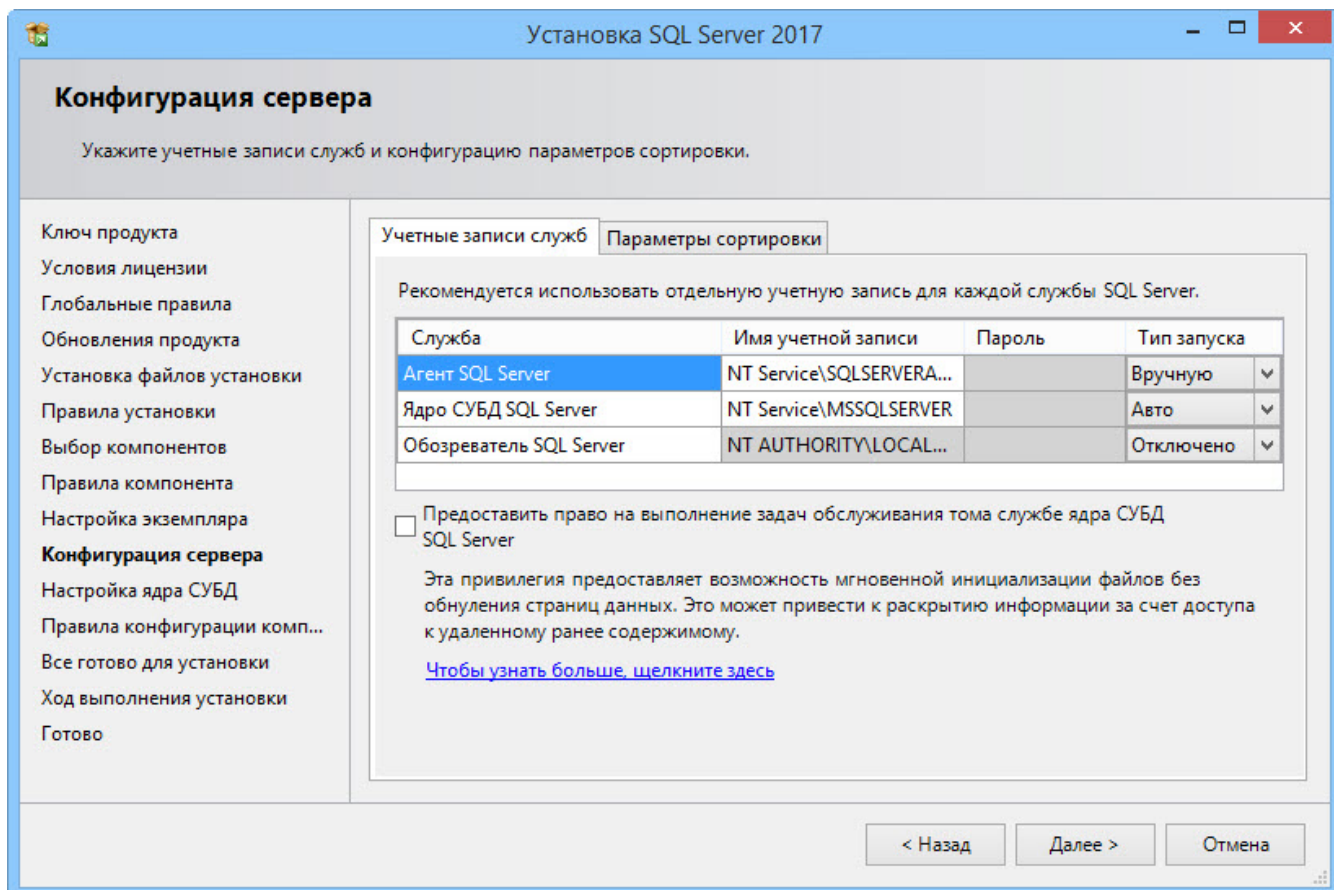 Установка SQL Server 2017
Конфигурация сервера
Укажите учетные записи служб и конфигурацию параметров сортировки.
Ключ продукта
Условия лицензии
Глобальные правила
Обновления продукта
Установка файлов установки
Правила установки
Выбор компонентов
Правила компонента
Настройка экземпляра
Конфигурация сервера
Настройка ядра СУБД
Правила конфигурации комп...
Все готово для установки
Ход выполнения установки
Готово
Учетные записи служб Параметры сортировки
Рекомендуется использовать отдельную учетную запись для каждой службы SQL Server.
Служба Имя учетной записи Пароль Тип запуска
Агент SQL Server NT Service\SQLSERVERA... Вручную
Ядро СУБД SQL Server NT Service\MSSQLSERVER Авто
Обозреватель SQL Server NT AUTHORITY\LOCAL... Отключено
Предоставить право на выполнение задач обслуживания тома службе ядра СУБД
SQL Server
Эта привилегия предоставляет возможность мгновенной инициализации файлов без
обнуления страниц данных. Это может привести к раскрытию информации за счет доступа
к удаленному ранее содержимому.
Чтобы узнать больше, щелкните здесь
< Назад Далее > Отмена